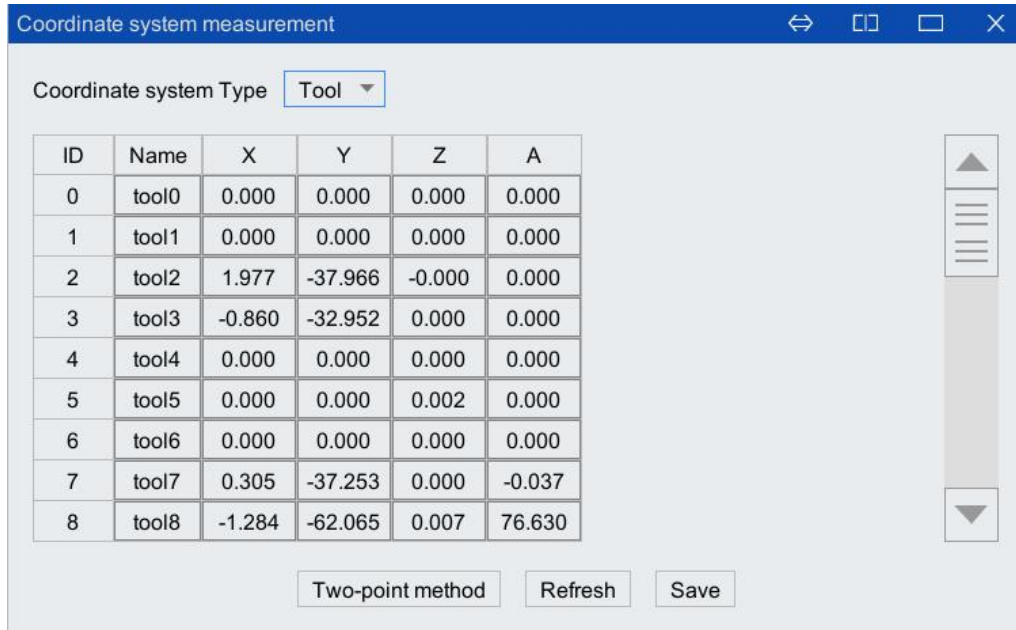 Coordinate system measurement
Coordinate system Type Tool
ID Name X Y Z A
0 tool0 0.000 0.000 0.000 0.000
1 tool1 0.000 0.000 0.000 0.000
2 tool2 1.977 -37.966 -0.000 0.000
3 tool3 -0.860 -32.952 0.000 0.000
4 tool4 0.000 0.000 0.000 0.000
5 tool5 0.000 0.000 0.002 0.000
6 tool6 0.000 0.000 0.000 0.000
7 tool7 0.305 -37.253 0.000 -0.037
8 tool8 -1.284 -62.065 0.007 76.630
Two-point method Refresh Save